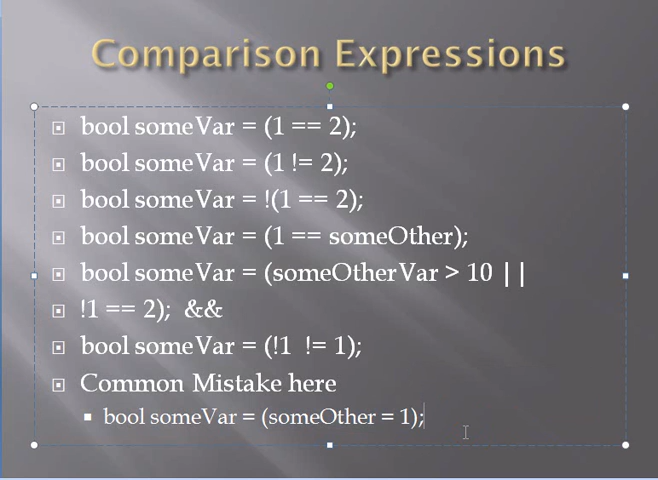 Comparison Expressions
bool someVar = (1 == 2);
bool someVar = (1 != 2);
bool someVar = !(1 == 2);
bool someVar = (1 == someOther);
bool someVar = (someOtherVar > 10 ||
!1 == 2);  &&
bool someVar = (!1  != 1);
Common Mistake here
bool someVar = (someOther = 1);